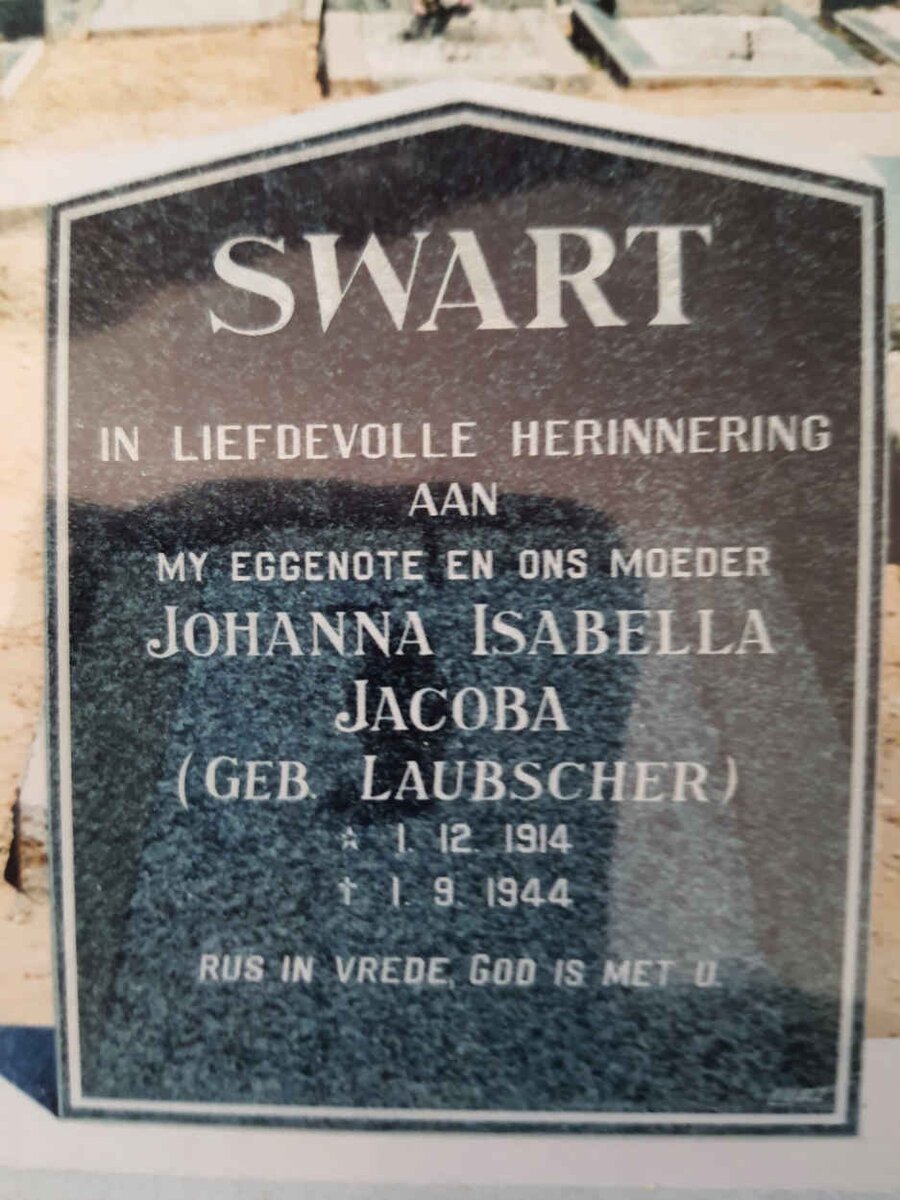 SWART
IN LIEFDEVOLLE HERINNERING
AAN
MY EGGENOTE EN ONS MOEDER
JOHANNA ISABELLA
JACOBA
(GEB. LAUBSCHER)
☆ 1. 12. 1914
† 1. 9. 1944
RUS IN VREDE, GOD IS MET U.